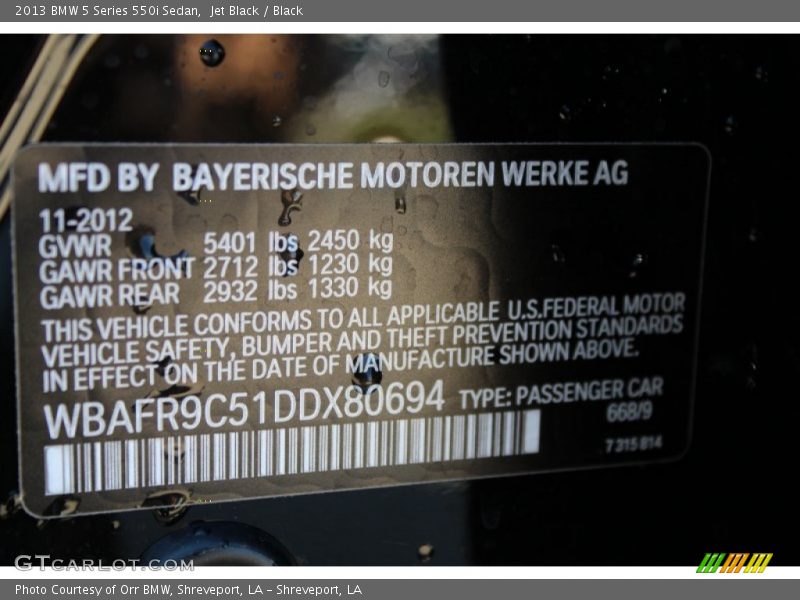 2013 BMW 5 Series 550i Sedan, Jet Black / Black
MFD BY BAYERISCHE MOTOREN WERKE AG
11-2012
GVWR 5401 lbs 2450 kg
GAWR FRONT 2712 lbs 1230 kg
GAWR REAR 2932 lbs 1330 kg
THIS VEHICLE CONFORMS TO ALL APPLICABLE U.S.FEDERAL MOTOR
VEHICLE SAFETY, BUMPER AND THEFT PREVENTION STANDARDS
IN EFFECT ON THE DATE OF MANUFACTURE SHOWN ABOVE.
WBAFR9C51DDX80694 TYPE: PASSENGER CAR
668/9
7 315 814
GTCARLOT.COM
Photo Courtesy of Orr BMW, Shreveport, LA – Shreveport, LA